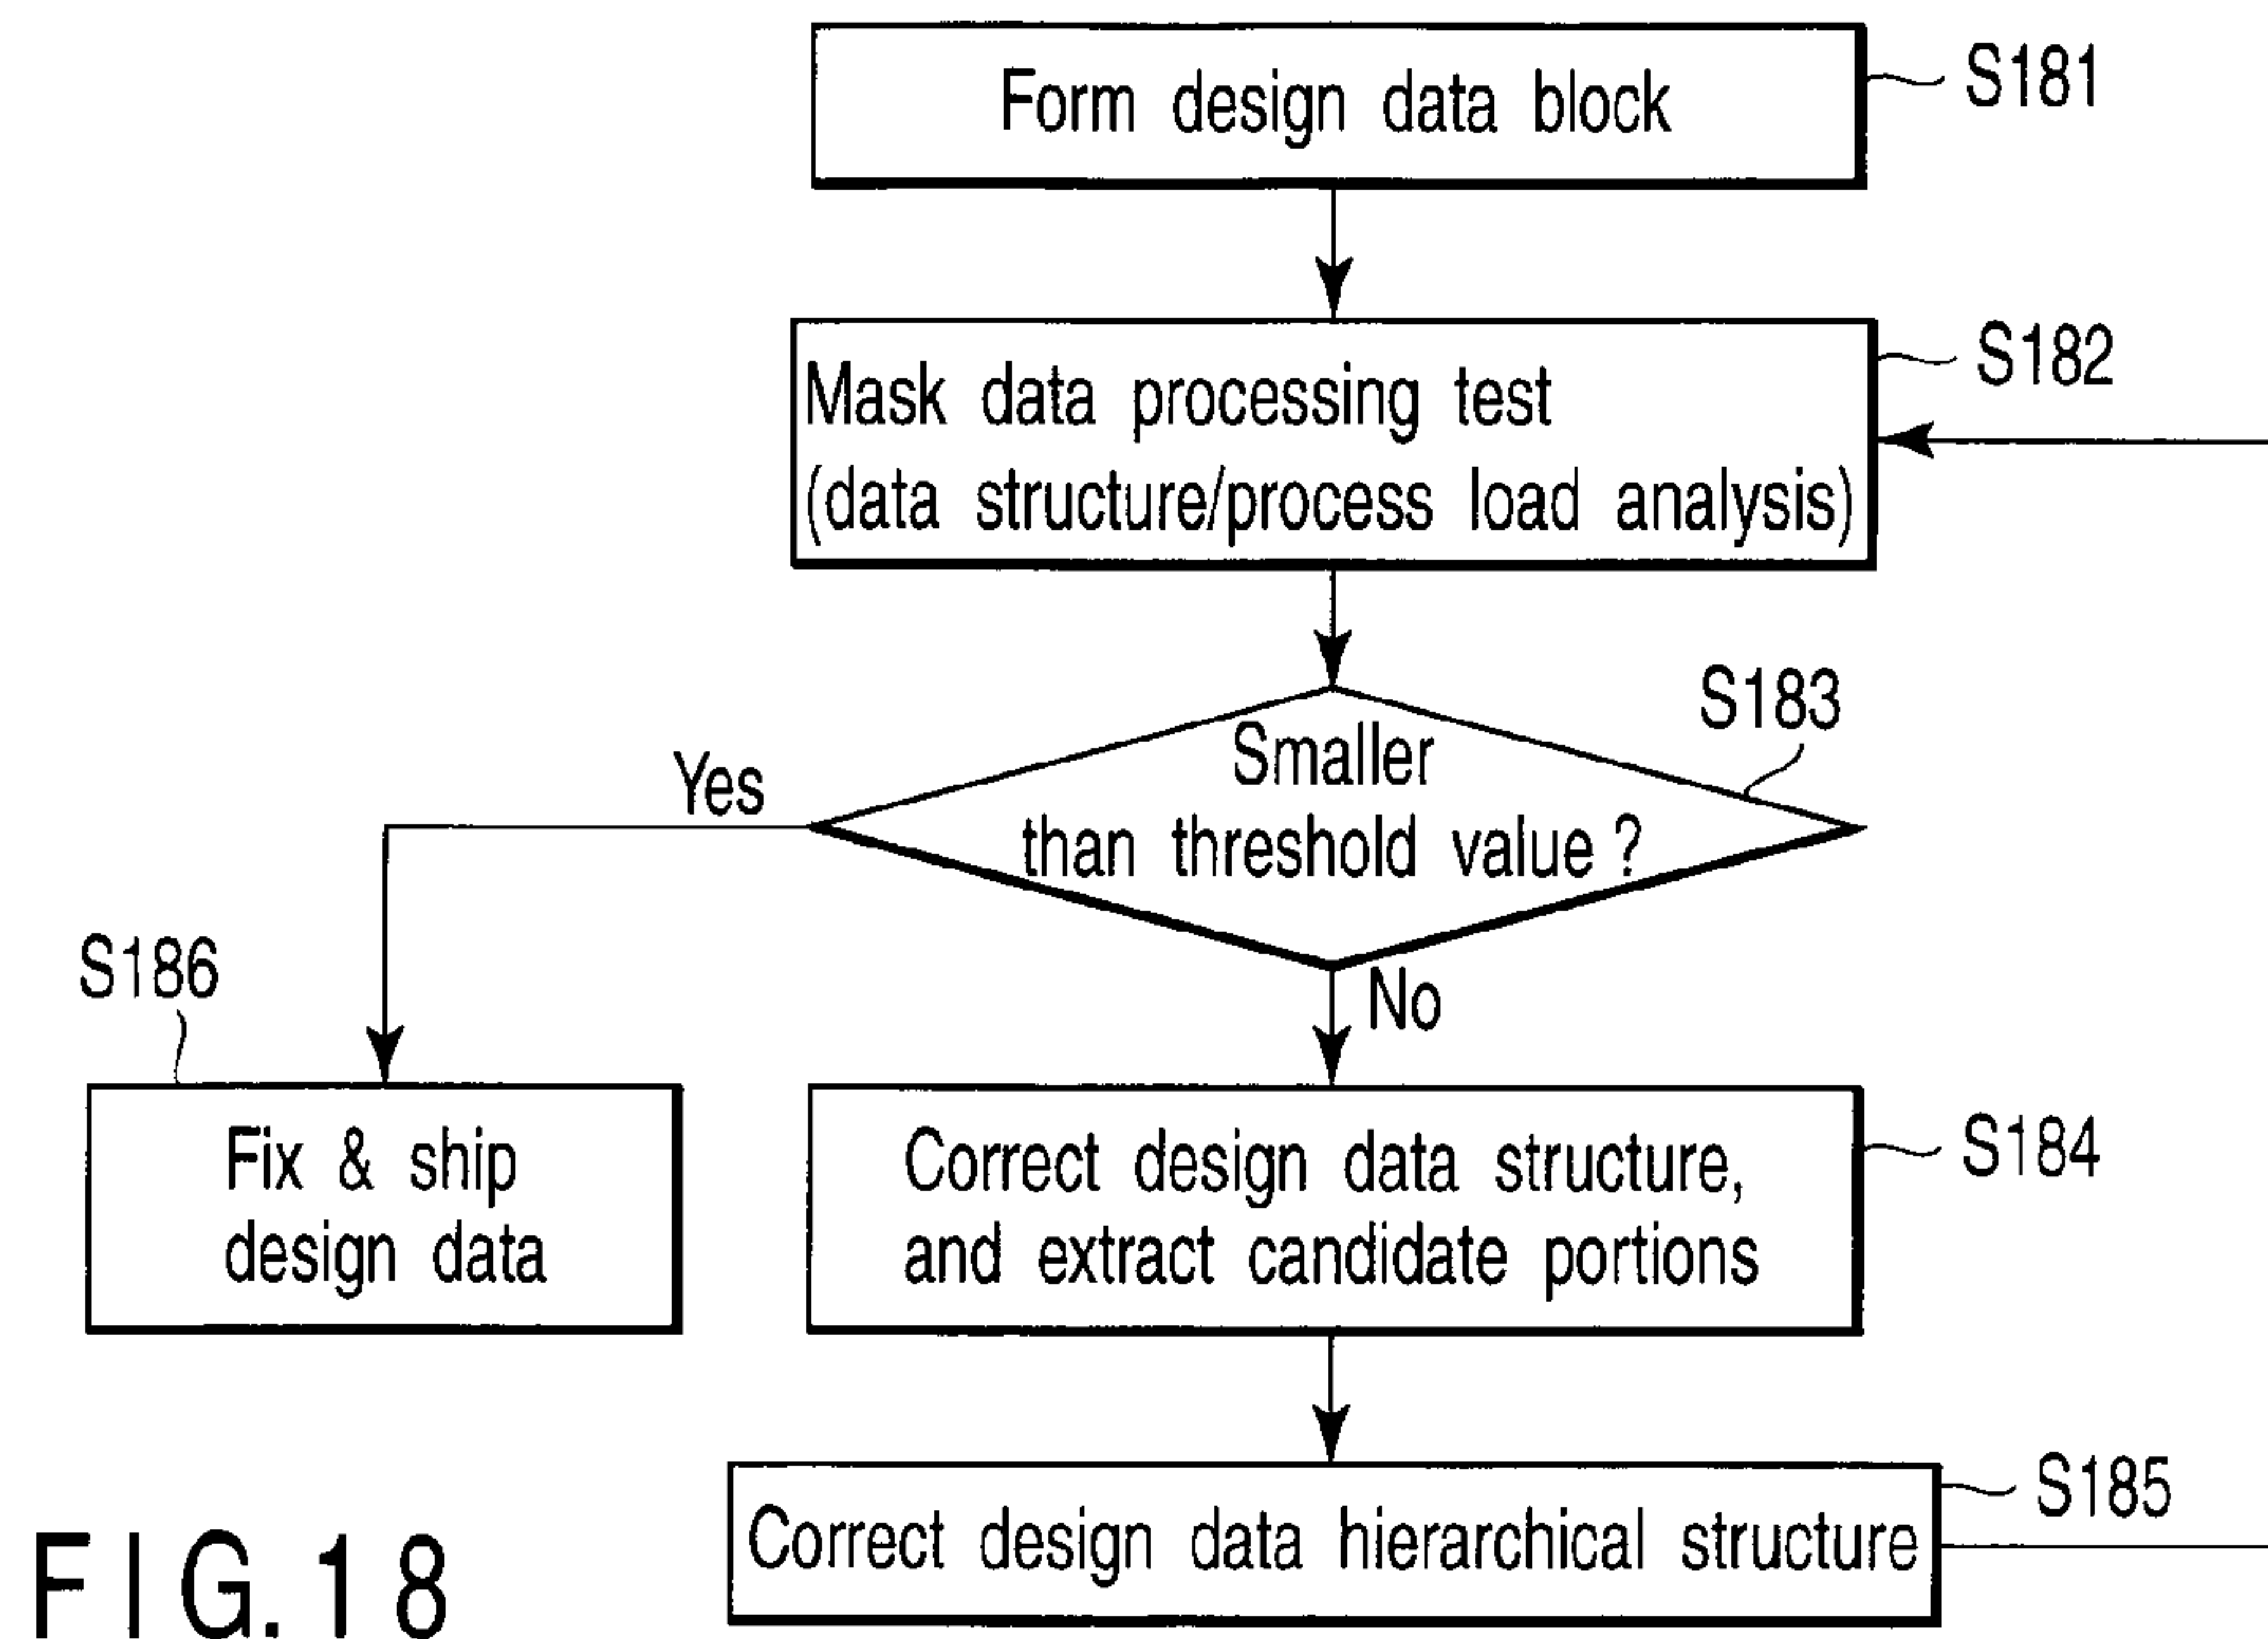 Form design data block
S181
Mask data processing test
(data structure/process load analysis)
S182
Smaller
than threshold value ?
S183
Yes
No
S186
Fix & ship
design data
Correct design data structure,
and extract candidate portions
S184
Correct design data hierarchical structure
S185
FIG. 18